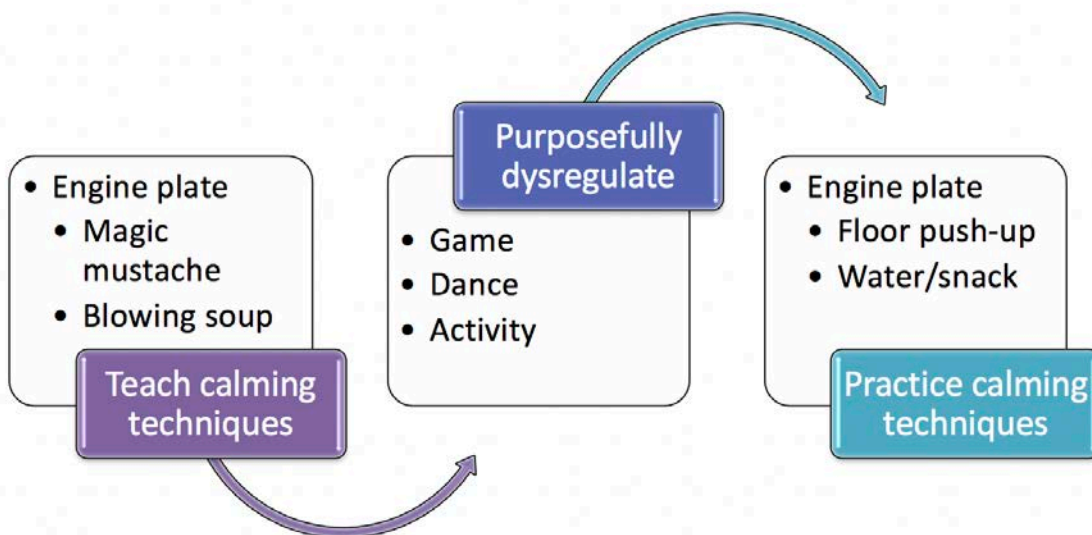 • Engine plate
• Magic
mustache
• Blowing soup
Teach calming
techniques
Purposefully
dysregulate
• Game
• Dance
• Activity
• Engine plate
• Floor push-up
• Water/snack
Practice calming
techniques